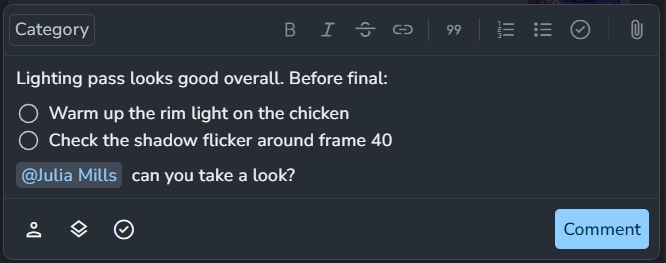 Category
Lighting pass looks good overall. Before final:
Warm up the rim light on the chicken
Check the shadow flicker around frame 40
@Julia Mills can you take a look?
Comment